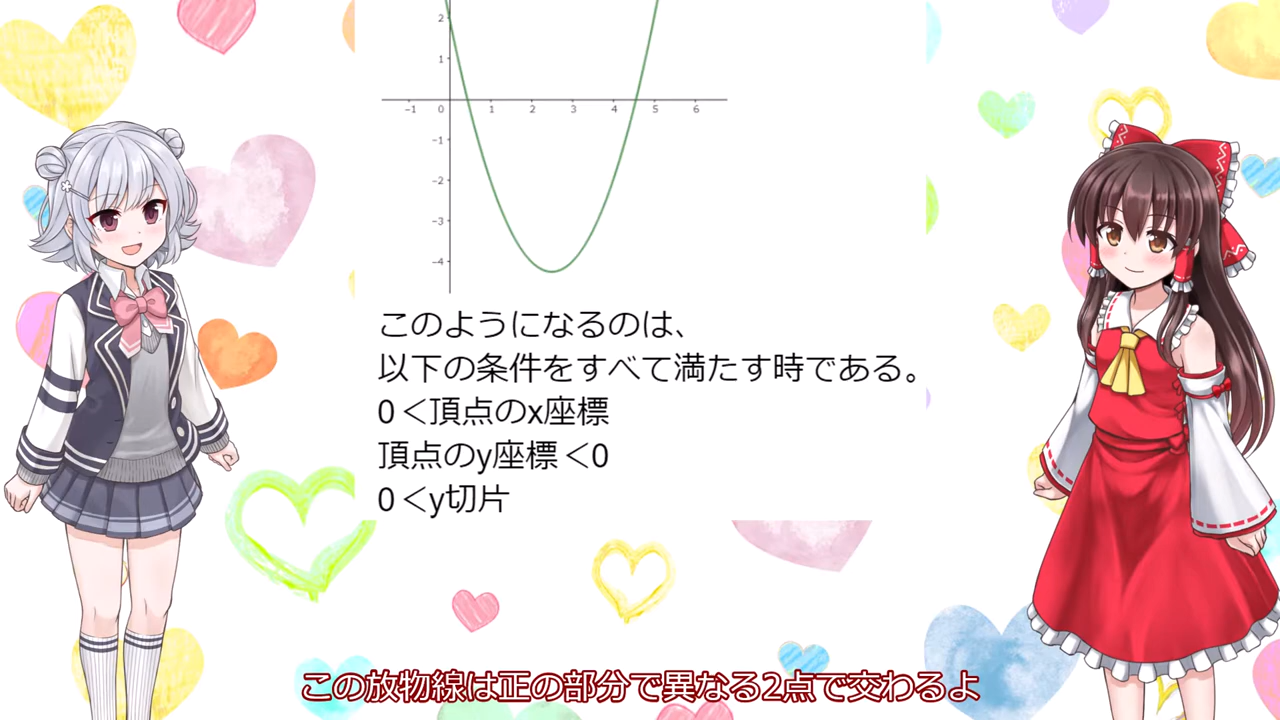 2
1
-1 0 1 2 3 4 5 6
-1
-2
-3
-4
このようになるのは、
以下の条件をすべて満たす時である。
0＜頂点のx座標
頂点のy座標＜0
0＜y切片
この放物線は正の部分で異なる2点で交わるよ